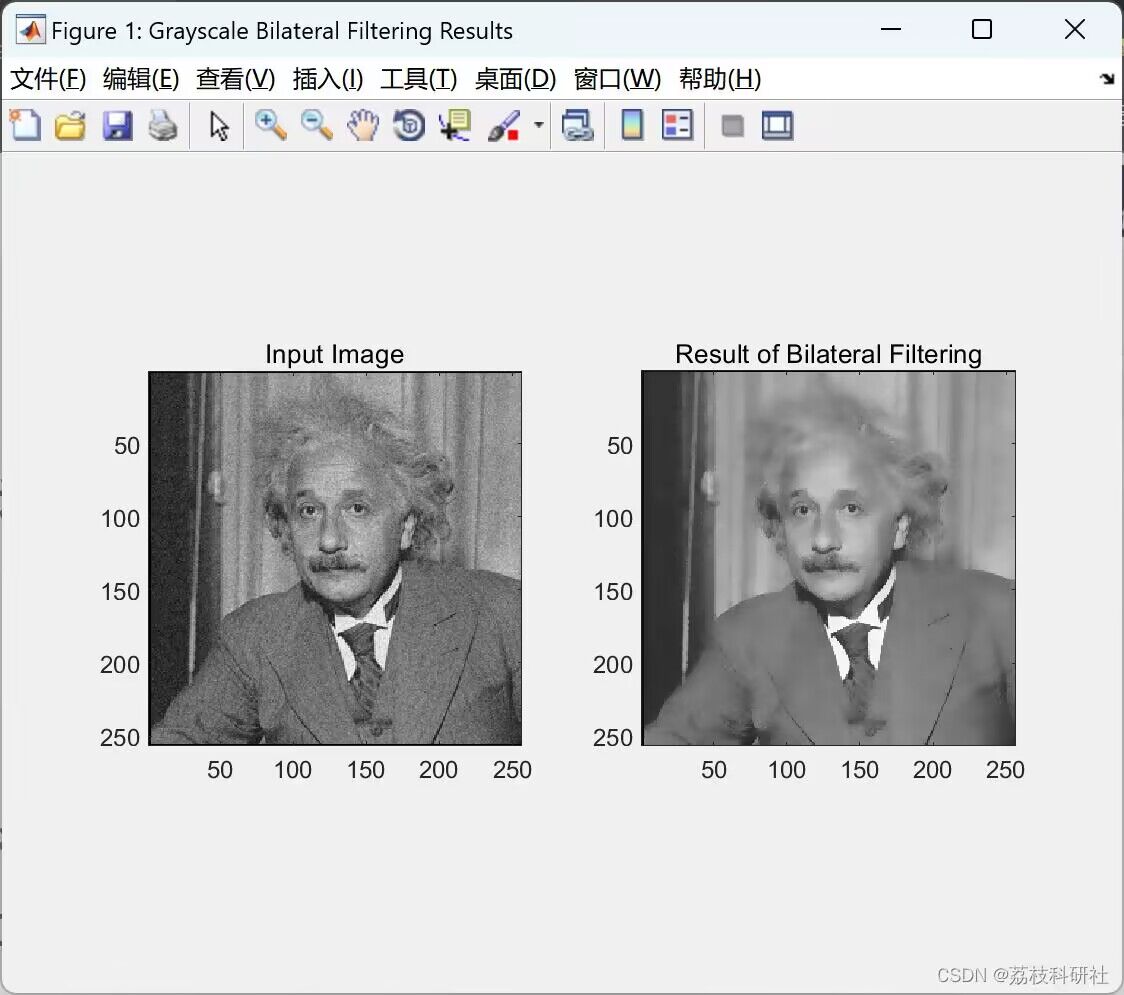 Figure 1: Grayscale Bilateral Filtering Results
文件(F) 编辑(E) 查看(V) 插入(I) 工具(T) 桌面(D) 窗口(W) 帮助(H)
Input Image
50
100
150
200
250
50 100 150 200 250
Result of Bilateral Filtering
50
100
150
200
250
50 100 150 200 250
CSDN @荔枝科研社